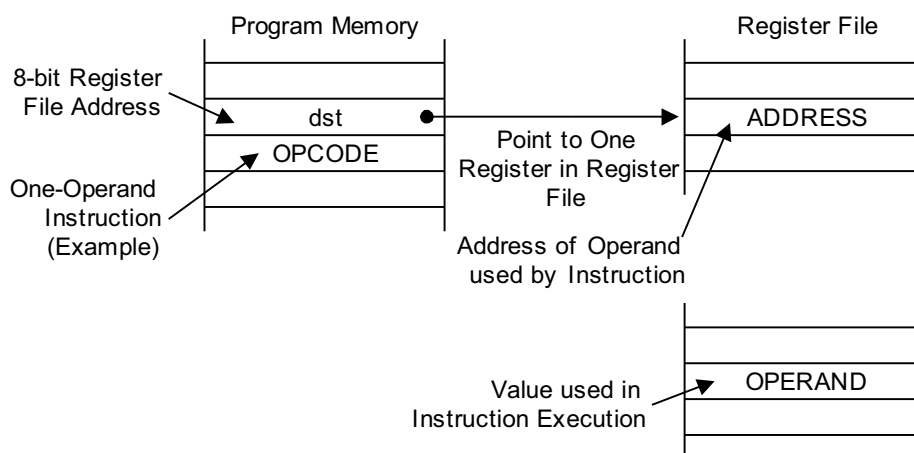 Program Memory
Register File
8-bit Register
File Address
dst
OPCODE
One-Operand
Instruction
(Example)
Point to One
Register in Register
File
ADDRESS
Address of Operand
used by Instruction
Value used in
Instruction Execution
OPERAND